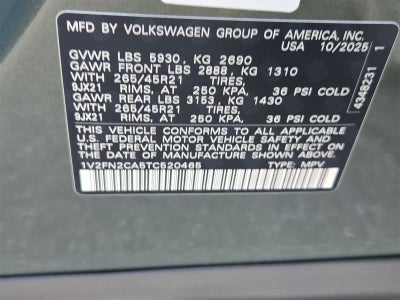 MFD BY VOLKSWAGEN GROUP OF AMERICA, INC.
USA 10/2025
GVWR LBS 5930, KG 2690
GAWR FRONT LBS 2888, KG 1310
WITH 265/45R21 TIRES,
9JX21 RIMS, AT 250 KPA, 36 PSI COLD
GAWR REAR LBS 3153, KG 1430
WITH 265/45R21 TIRES,
9JX21 RIMS, AT 250 KPA, 36 PSI COLD
THIS VEHICLE CONFORMS TO ALL APPLICABLE
U.S. FEDERAL MOTOR VEHICLE SAFETY
STANDARDS IN EFFECT ON THE DATE OF
MANUFACTURE SHOWN ABOVE.
1V2FN2CA5TC520465 TYPE: MPV
4348231 1